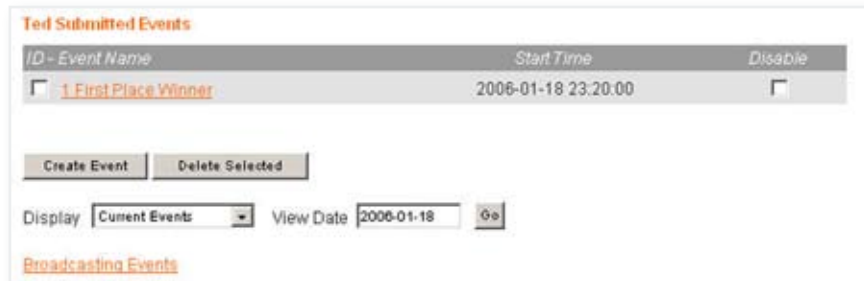 Ted Submitted Events
ID - Event Name Start Time Disable
1 First Place Winner 2006-01-18 23:20:00
Create Event Delete Selected
Display Current Events View Date 2006-01-18 Go
Broadcasting Events